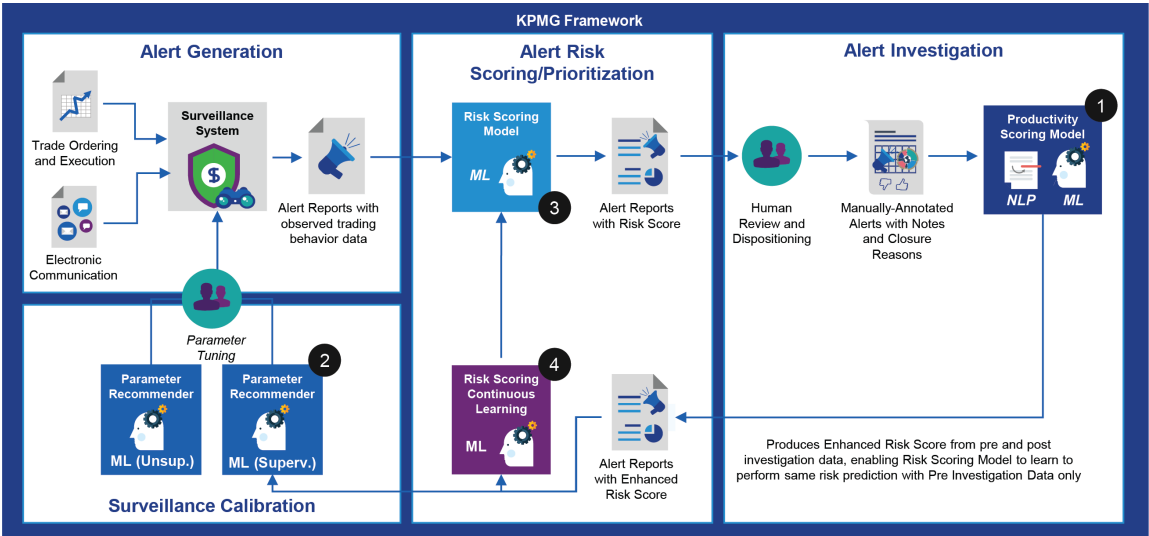 KPMG Framework
Alert Generation
Trade Ordering
and Execution
Electronic
Communication
Surveillance
System
$
Alert Reports with
observed trading
behavior data
Parameter
Tuning
Parameter
Recommender
ML (Unsup.)
2
Parameter
Recommender
ML (Superv.)
Surveillance Calibration
Alert Risk
Scoring/Prioritization
Risk Scoring
Model
ML
3
Alert Reports
with Risk Score
4
Risk Scoring
Continuous
Learning
ML
Alert Reports
with Enhanced
Risk Score
Alert Investigation
Human
Review and
Dispositioning
Manually-Annotated
Alerts with Notes
and Closure
Reasons
1
Productivity
Scoring Model
NLP
ML
Produces Enhanced Risk Score from pre and post
investigation data, enabling Risk Scoring Model to learn to
perform same risk prediction with Pre Investigation Data only